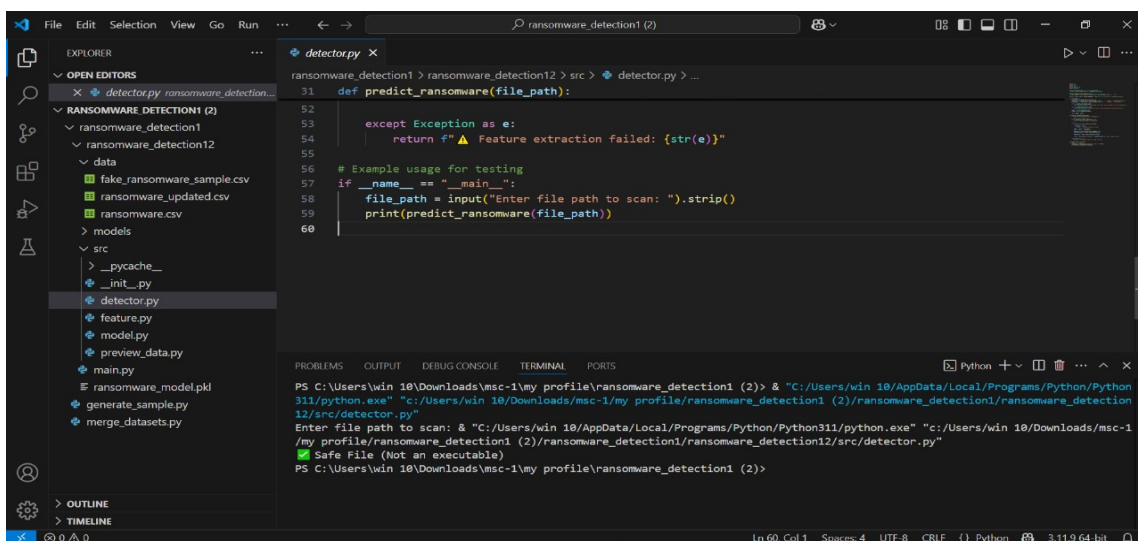 File Edit Selection View Go Run ...
ransomware_detection1 (2)
EXPLORER
OPEN EDITORS
detector.py ransomware_detection...
RANSOMWARE_DETECTION1 (2)
ransomware_detection1
ransomware_detection12
data
fake_ransomware_sample.csv
ransomware_updated.csv
ransomware.csv
models
src
__pycache__
__init__.py
detector.py
feature.py
model.py
preview_data.py
main.py
ransomware_model.pkl
generate_sample.py
merge_datasets.py
OUTLINE
TIMELINE
detector.py
ransomware_detection1 > ransomware_detection12 > src > detector.py > ...
31 def predict_ransomware(file_path):
52
53 except Exception as e:
54 return f"⚠ Feature extraction failed: {str(e)}"
55
56 # Example usage for testing
57 if __name__ == "__main__":
58 file_path = input("Enter file path to scan: ").strip()
59 print(predict_ransomware(file_path))
60
PROBLEMS OUTPUT DEBUG CONSOLE TERMINAL PORTS
Python
PS C:\Users\win 10\Downloads\msc-1\my profile\ransomware_detection1 (2)> & "C:/Users/win 10/AppData/Local/Programs/Python/Python
311/python.exe" "c:/Users/win 10/Downloads/msc-1/my profile/ransomware_detection1 (2)/ransomware_detection1/ransomware_detection
12/src/detector.py"
Enter file path to scan: & "C:/Users/win 10/AppData/Local/Programs/Python/Python311/python.exe" "c:/Users/win 10/Downloads/msc-1
/my profile/ransomware_detection1 (2)/ransomware_detection1/ransomware_detection12/src/detector.py"
✅ Safe File (Not an executable)
PS C:\Users\win 10\Downloads\msc-1\my profile\ransomware_detection1 (2)>
0 0 Ln 60, Col 1 Spaces: 4 UTF-8 CRLF {} Python 3.11.9 64-bit